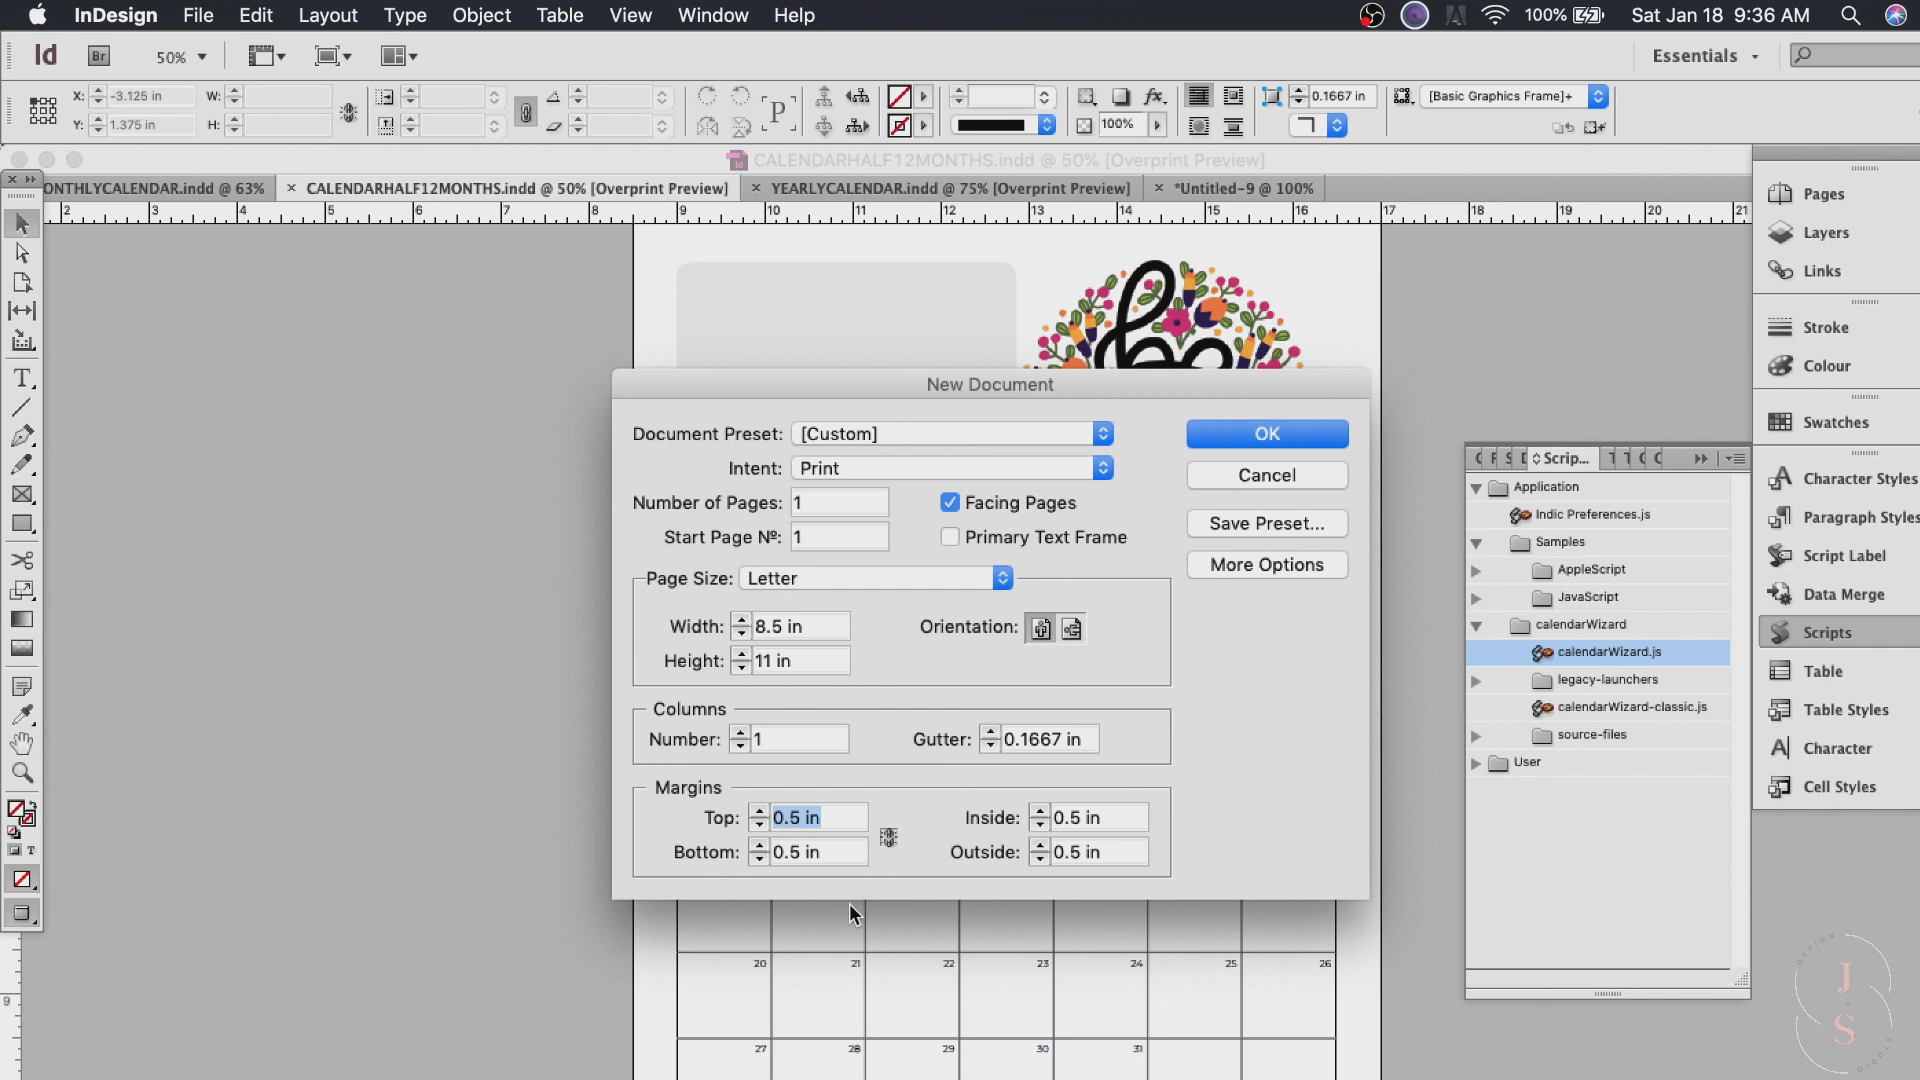 InDesign File Edit Layout Type Object Table View Window Help 100% Sat Jan 18 9:36 AM
Id Br 50% Essentials
X: -3.125 in W: 0.1667 in [Basic Graphics Frame]+
Y: 1.375 in H: 100%
CALENDARHALF12MONTHS.indd @ 50% [Overprint Preview]
ONTHLYCALENDAR.indd @ 63% × CALENDARHALF12MONTHS.indd @ 50% [Overprint Preview] × YEARLYCALENDAR.indd @ 75% [Overprint Preview] × *Untitled-9 @ 100%
2 3 4 5 6 7 8 9 10 11 12 13 14 15 16 17 18 19 20 21
Pages
Layers
Links
Stroke
Colour
Swatches
Character Styles
Paragraph Styles
Script Label
Data Merge
Scripts
Table
Table Styles
Character
Cell Styles
New Document
Document Preset: [Custom]
Intent: Print
Number of Pages: 1
Facing Pages
Start Page №: 1
Primary Text Frame
OK
Cancel
Save Preset...
More Options
Page Size: Letter
Width: 8.5 in
Orientation:
Height: 11 in
Columns
Number: 1
Gutter: 0.1667 in
Margins
Top: 0.5 in
Inside: 0.5 in
Bottom: 0.5 in
Outside: 0.5 in
Scrip...
Application
Indic Preferences.js
Samples
AppleScript
JavaScript
calendarWizard
calendarWizard.js
legacy-launchers
calendarWizard-classic.js
source-files
User
20 21 22 23 24 25 26
27 28 29 30 31
9
DESIGN
J
&
S
STUDIO